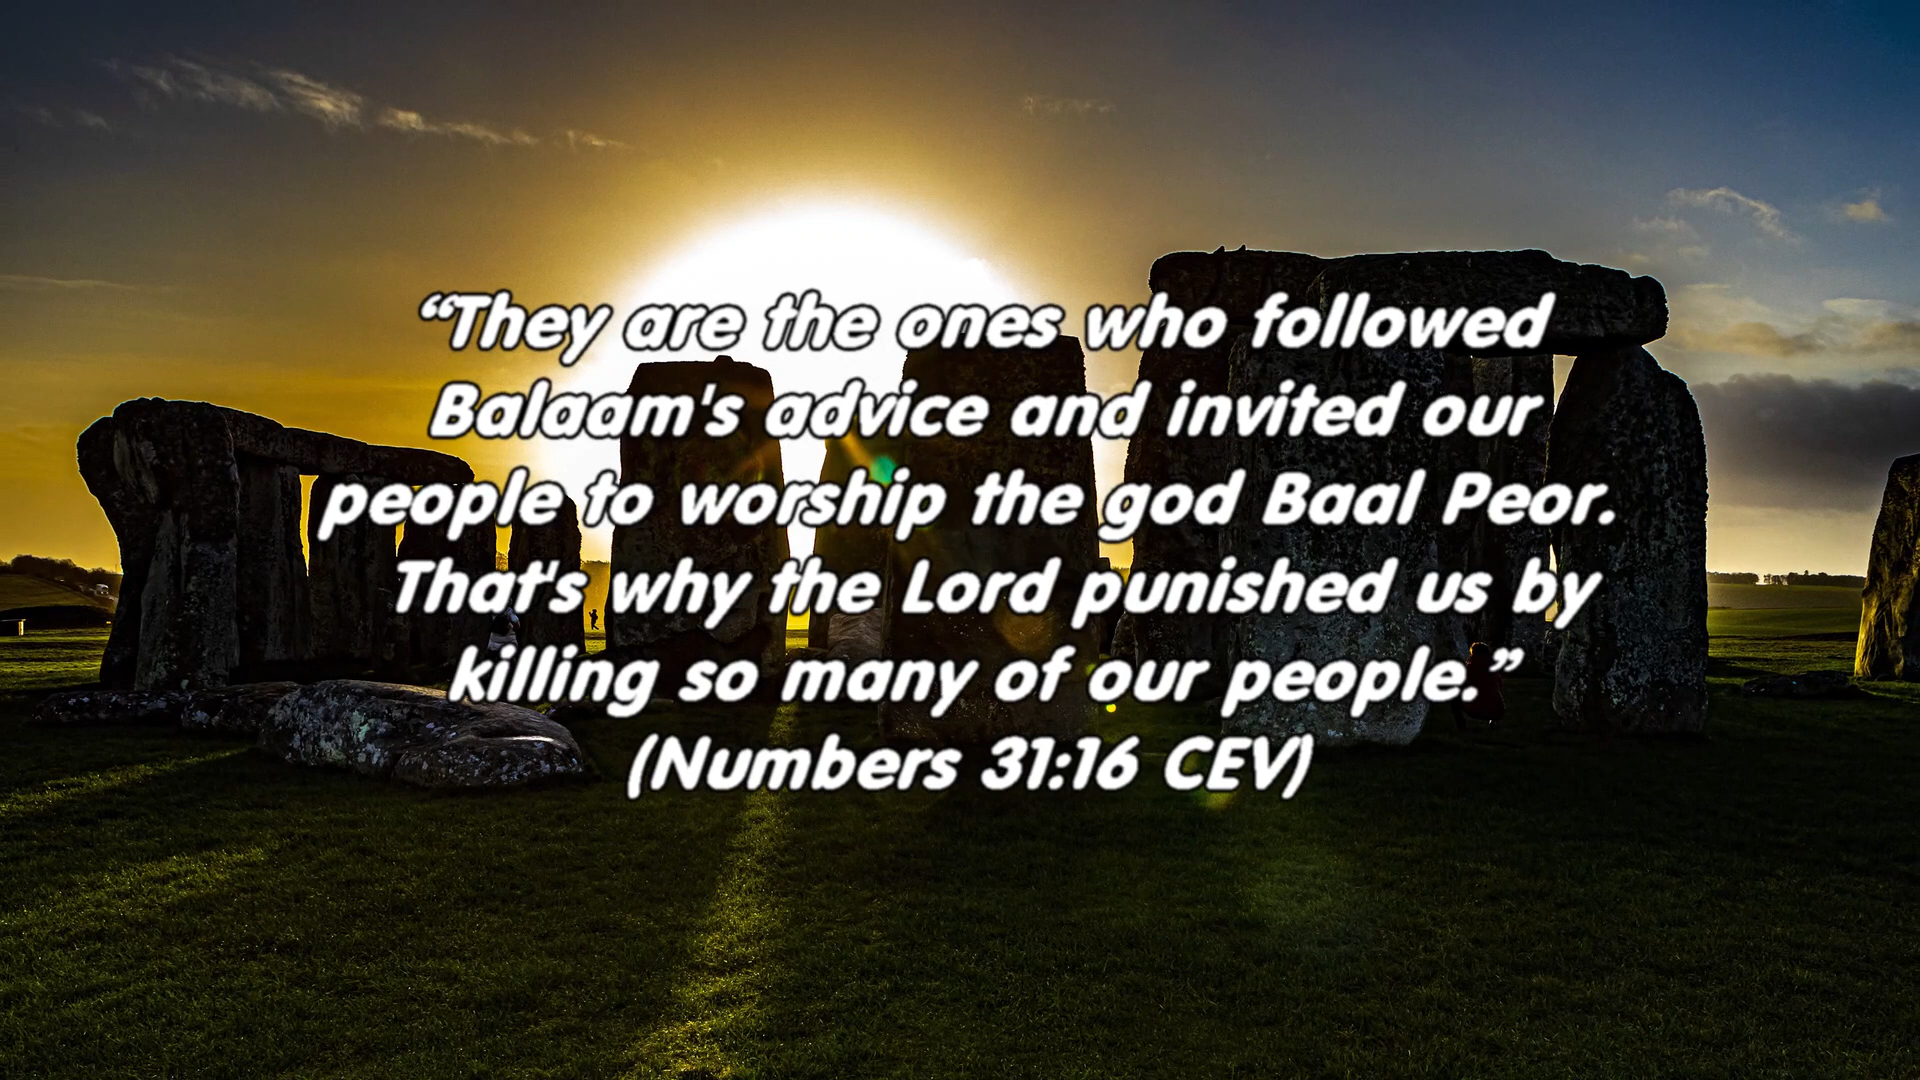 “They are the ones who followed
Balaam's advice and invited our
people to worship the god Baal Peor.
That's why the Lord punished us by
killing so many of our people.”
(Numbers 31:16 CEV)